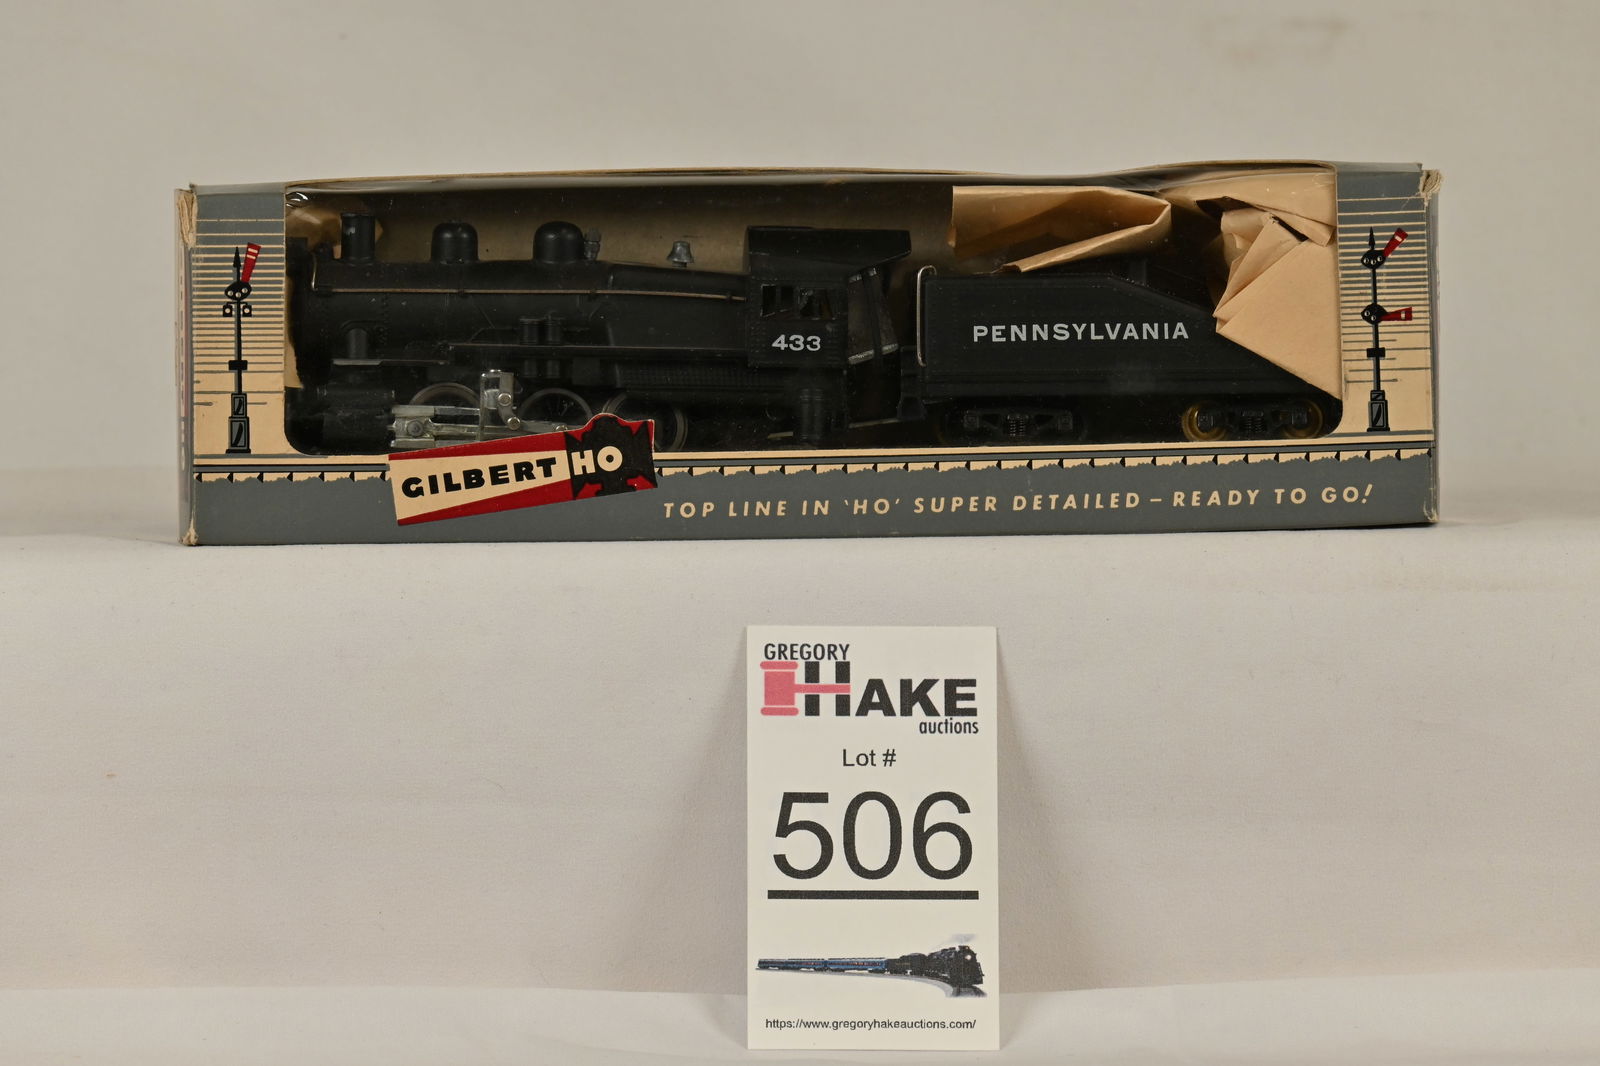 433
PENNSYLVANIA
GILBERT HO
TOP LINE IN 'HO' SUPER DETAILED – READY TO GO!
GREGORY
HAKE
auctions
Lot #
506
https://www.gregoryhakeauctions.com/